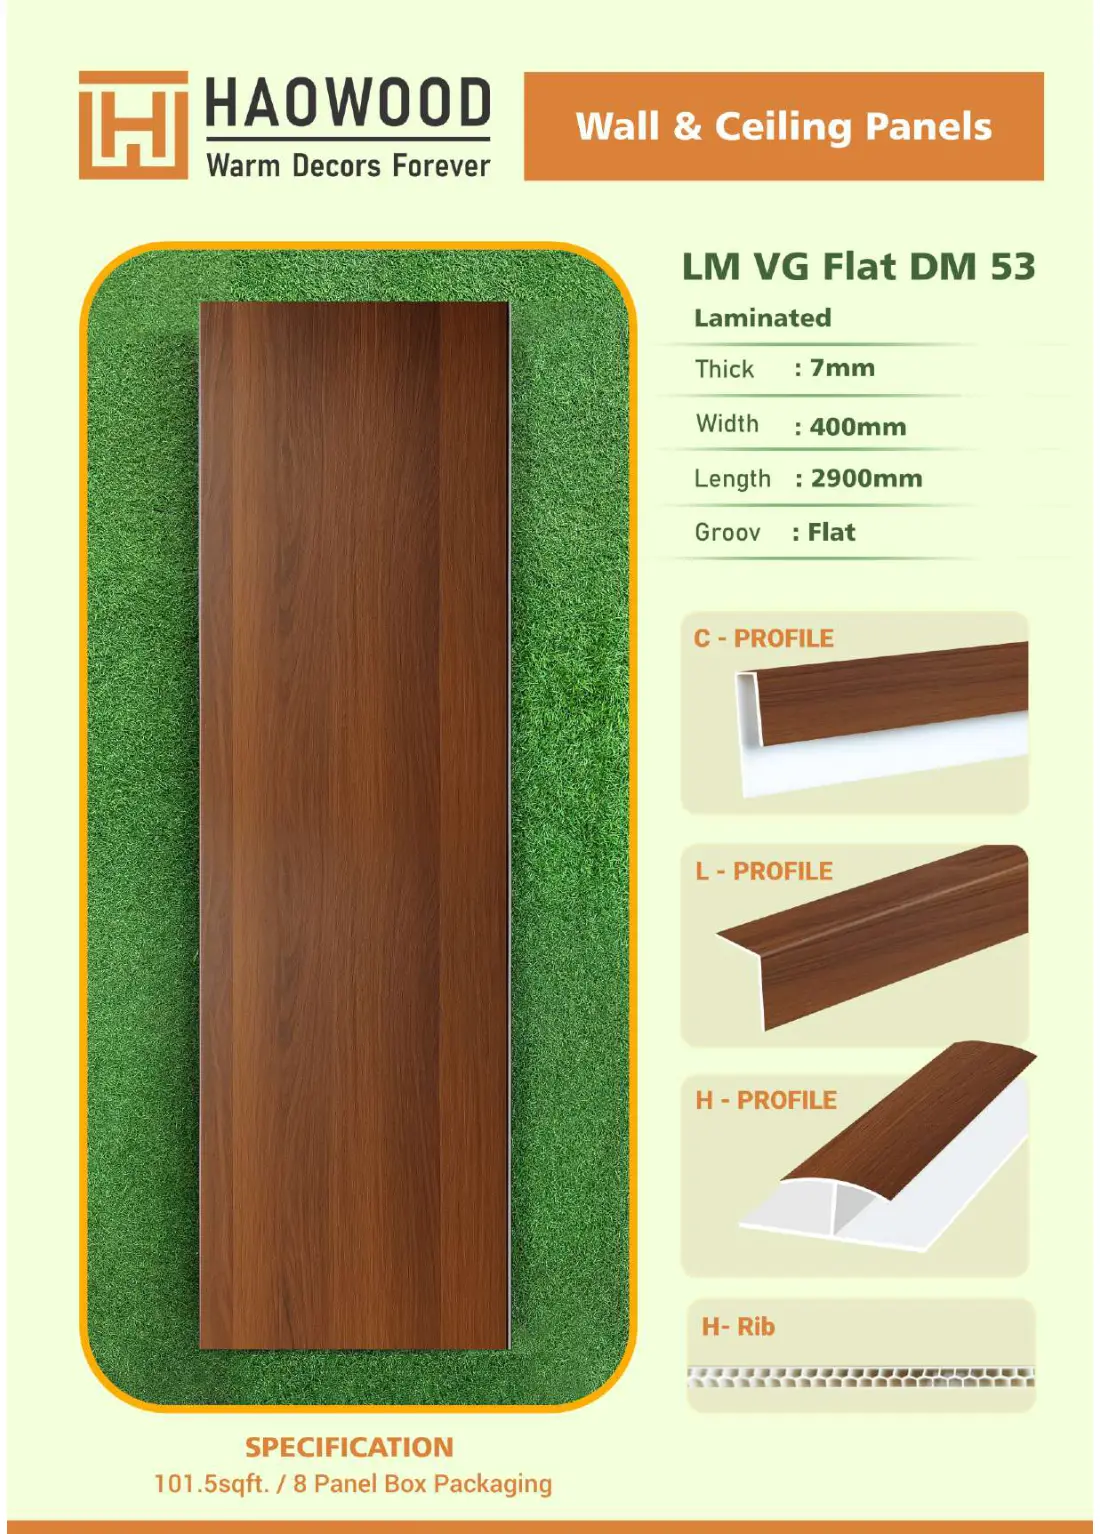 HAOWOOD
Warm Decors Forever
Wall & Ceiling Panels
LM VG Flat DM 53
Laminated
Thick : 7mm
Width : 400mm
Length : 2900mm
Groov : Flat
C - PROFILE
L - PROFILE
H - PROFILE
H- Rib
SPECIFICATION
101.5sqft. / 8 Panel Box Packaging